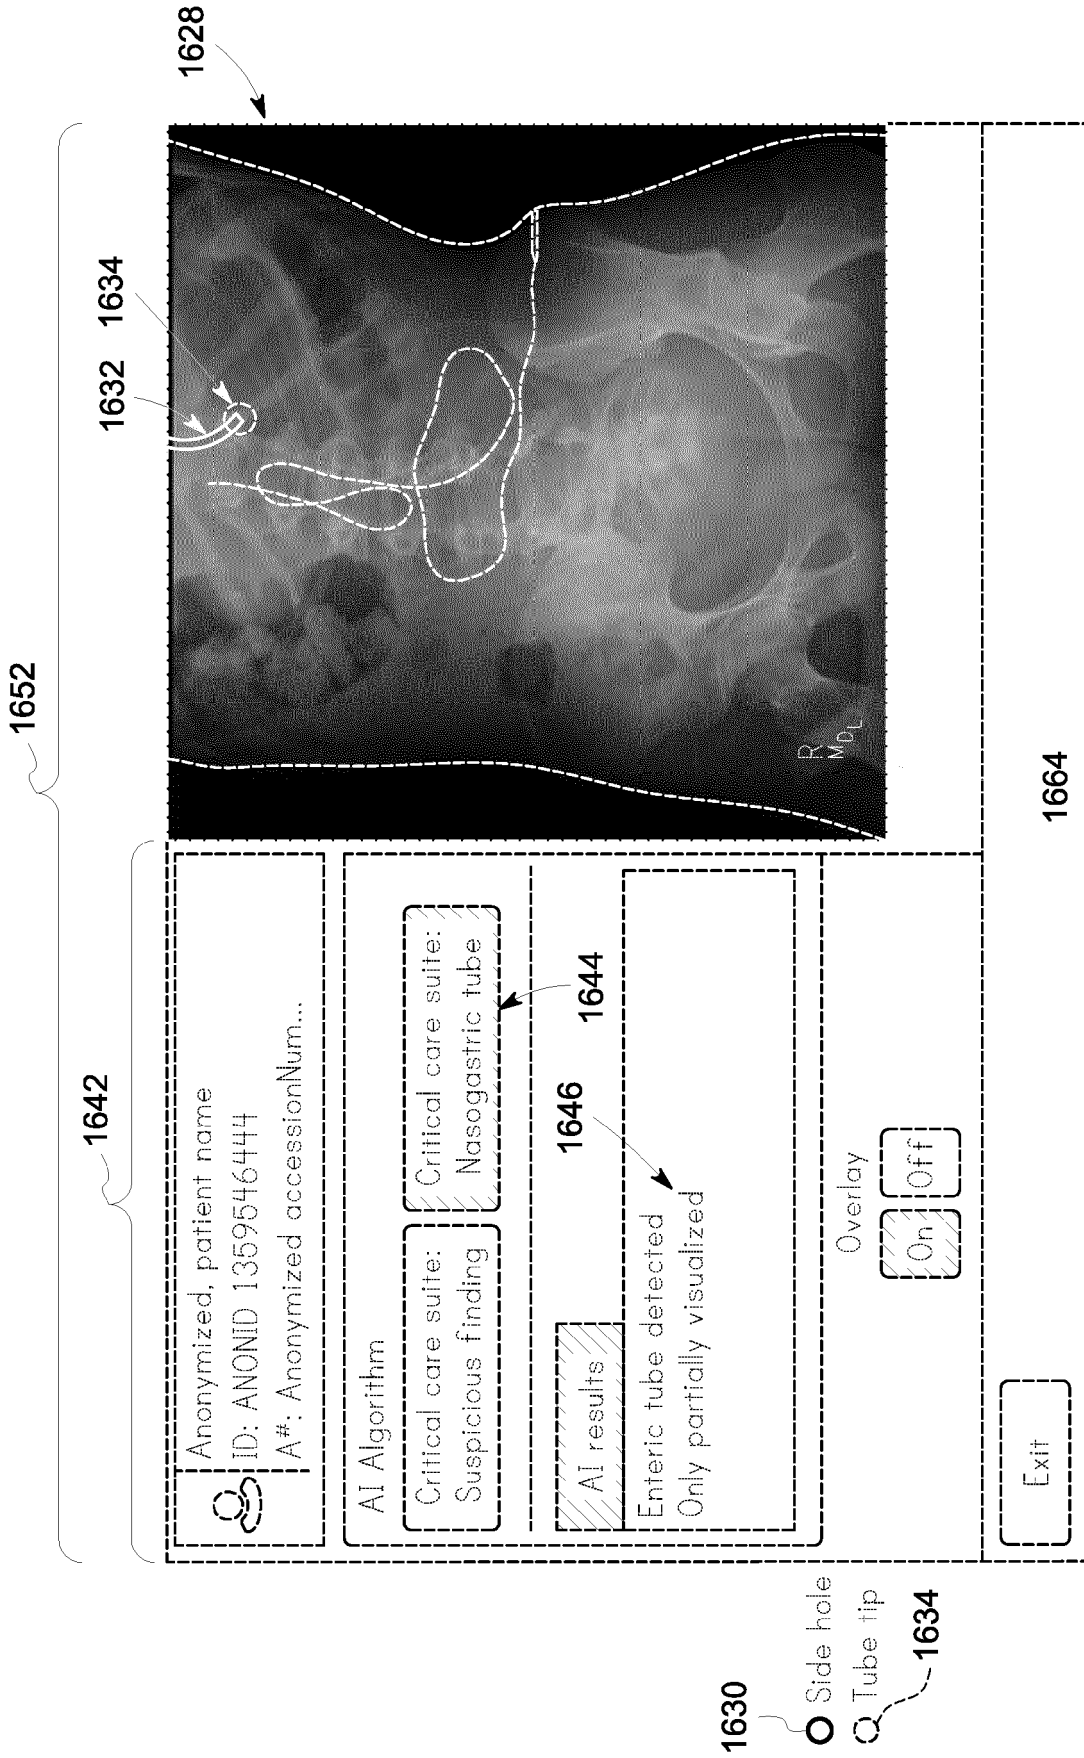 1652
1642
1628
Anonymized, patient name
ID: ANONID 1359546444
A#: Anonymized accessionNum...
AI Algorithm
Critical care suite:
Suspicious finding
Critical care suite:
Nasogastric tube
1644
AI results
1646
Enteric tube detected
Only partially visualized
Overlay
On
Off
Exit
1632
1634
R
MDL
1664
1630
Side hole
Tube tip
1634